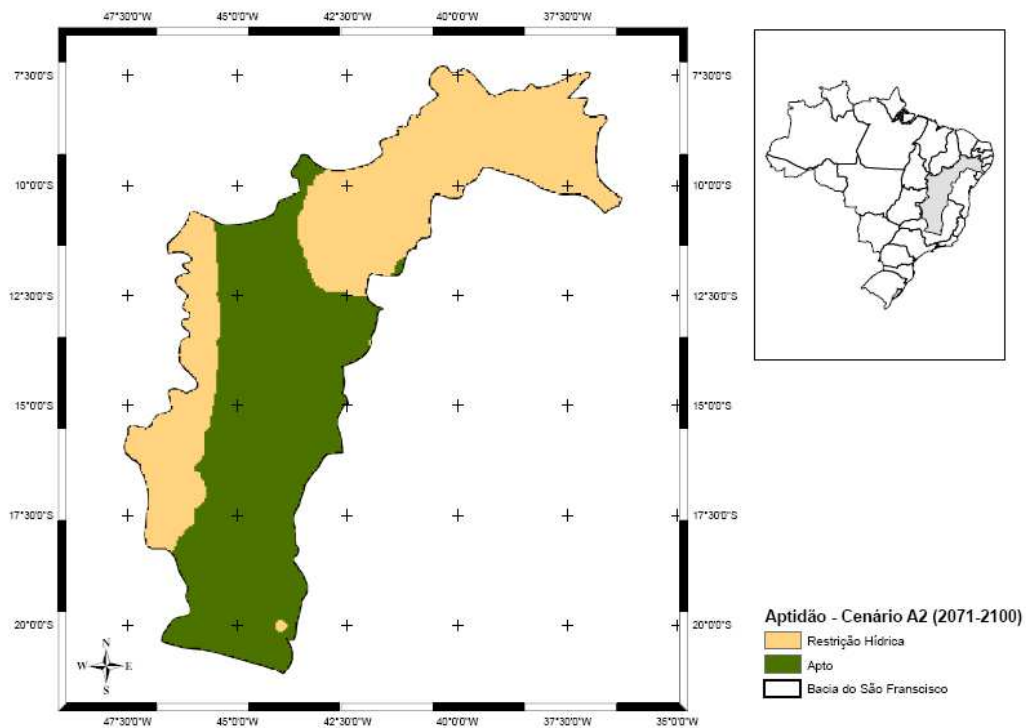 47°30'0"W 45°0'0"W 42°30'0"W 40°0'0"W 37°30'0"W
7°30'0"S 7°30'0"S
10°0'0"S 10°0'0"S
12°30'0"S 12°30'0"S
15°0'0"S 15°0'0"S
17°30'0"S 17°30'0"S
20°0'0"S 20°0'0"S
N
W E
S
47°30'0"W 45°0'0"W 42°30'0"W 40°0'0"W 37°30'0"W 35°0'0"W
Aptidão - Cenário A2 (2071-2100)
Restrição Hídrica
Apto
Bacia do São Franscisco